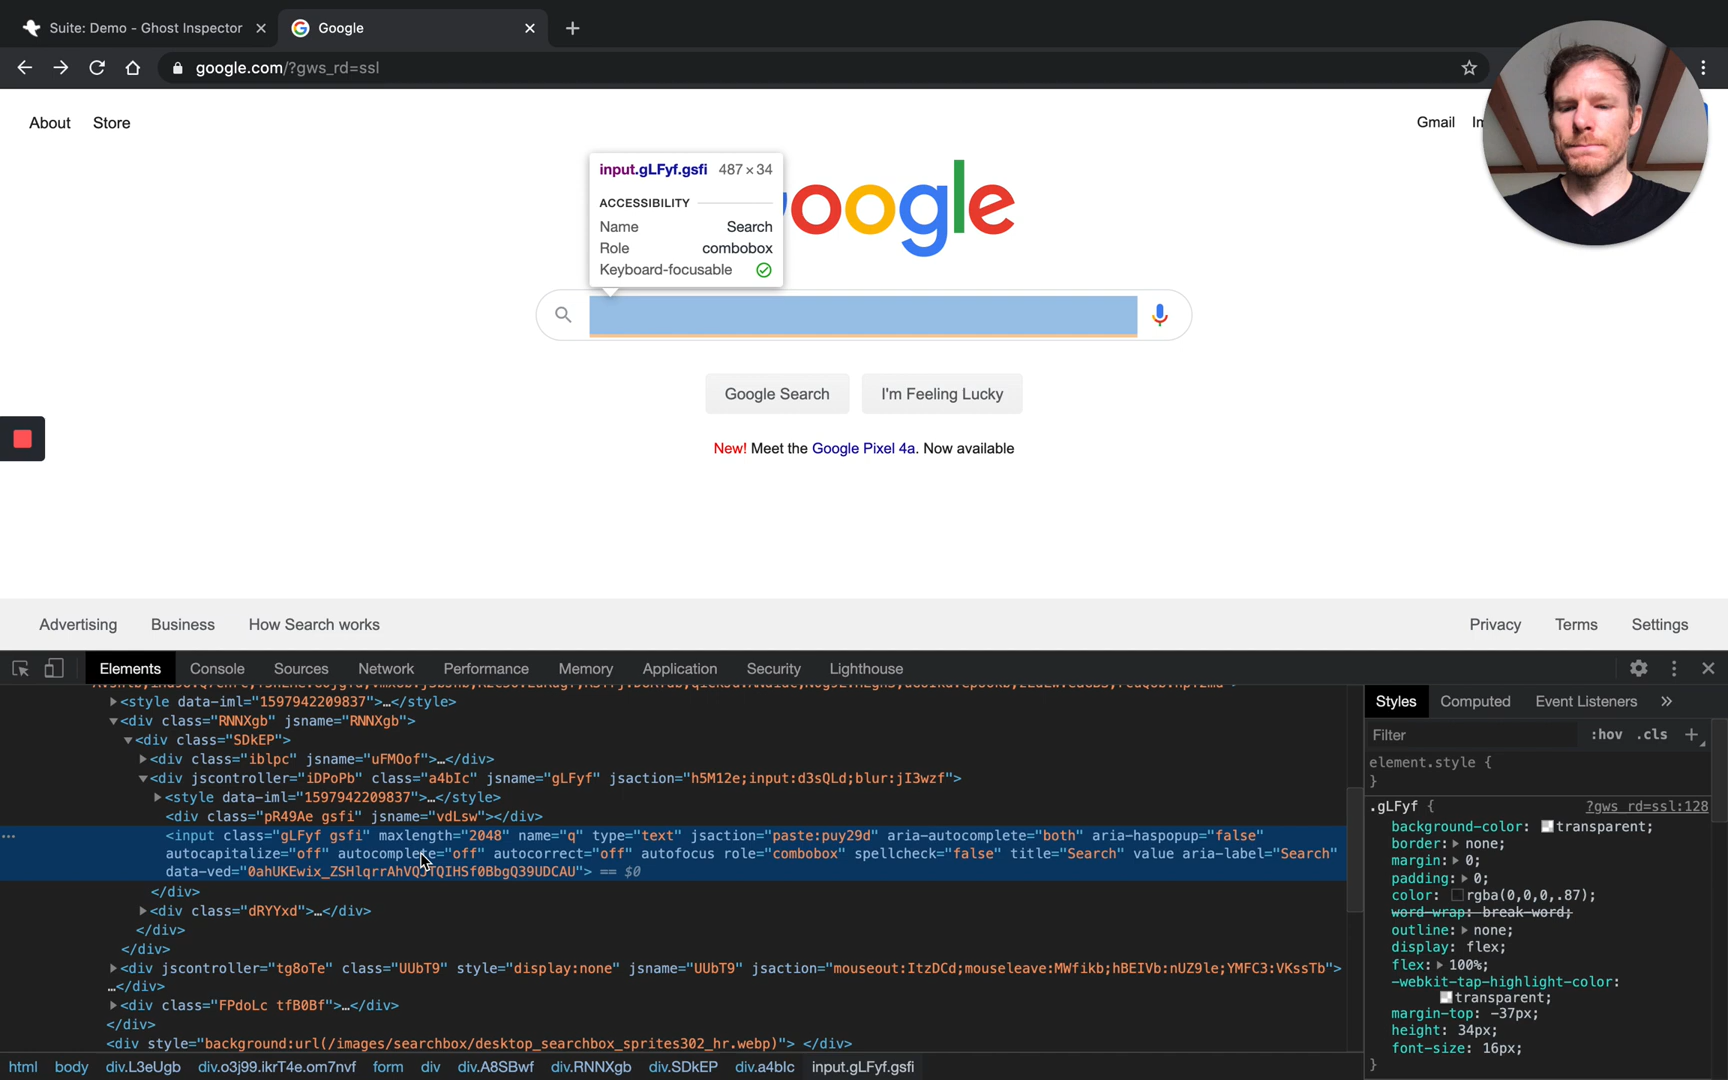 Suite: Demo - Ghost Inspector
Google
google.com/?gws_rd=ssl
About Store
Gmail
input.gLFyf.gsfi 487 × 34
ACCESSIBILITY
Name Search
Role combobox
Keyboard-focusable
oogle
Google Search I'm Feeling Lucky
New! Meet the Google Pixel 4a. Now available
Advertising Business How Search works
Privacy Terms Settings
Elements Console Sources Network Performance Memory Application Security Lighthouse
<style data-iml="1597942209837">…</style>
<div class="RNNXgb" jsname="RNNXgb">
<div class="SDkEP">
<div class="iblpc" jsname="uFMOof">…</div>
<div jscontroller="iDPoPb" class="a4bIc" jsname="gLFyf" jsaction="h5M12e;input:d3sQLd;blur:jI3wzf">
<style data-iml="1597942209837">…</style>
<div class="pR49Ae gsfi" jsname="vdLsw"></div>
<input class="gLFyf gsfi" maxlength="2048" name="q" type="text" jsaction="paste:puy29d" aria-autocomplete="both" aria-haspopup="false"
autocapitalize="off" autocomplete="off" autocorrect="off" autofocus role="combobox" spellcheck="false" title="Search" value aria-label="Search"
== $0
</div>
<div class="dRYYxd">…</div>
</div>
</div>
<div jscontroller="tg8oTe" class="UUbT9" style="display:none" jsname="UUbT9" jsaction="mouseout:ItzDCd;mouseleave:MWfikb;hBEIVb:nUZ9le;YMFC3:VKssTb">
…</div>
<div class="FPdoLc tfB0Bf">…</div>
</div>
<div style="background:url(/images/searchbox/desktop_searchbox_sprites302_hr.webp)"> </div>
html body div.L3eUgb div.o3j99.ikrT4e.om7nvf form div div.A8SBwf div.RNNXgb div.SDkEP div.a4bIc input.gLFyf.gsfi
Styles Computed Event Listeners »
Filter :hov .cls +
element.style {
}
.gLFyf { ?gws_rd=ssl:128
background-color: transparent;
border: none;
margin: 0;
padding: 0;
color: rgba(0,0,0,.87);
word-wrap: break-word;
outline: none;
display: flex;
flex: 100%;
-webkit-tap-highlight-color:
transparent;
margin-top: -37px;
height: 34px;
font-size: 16px;
}